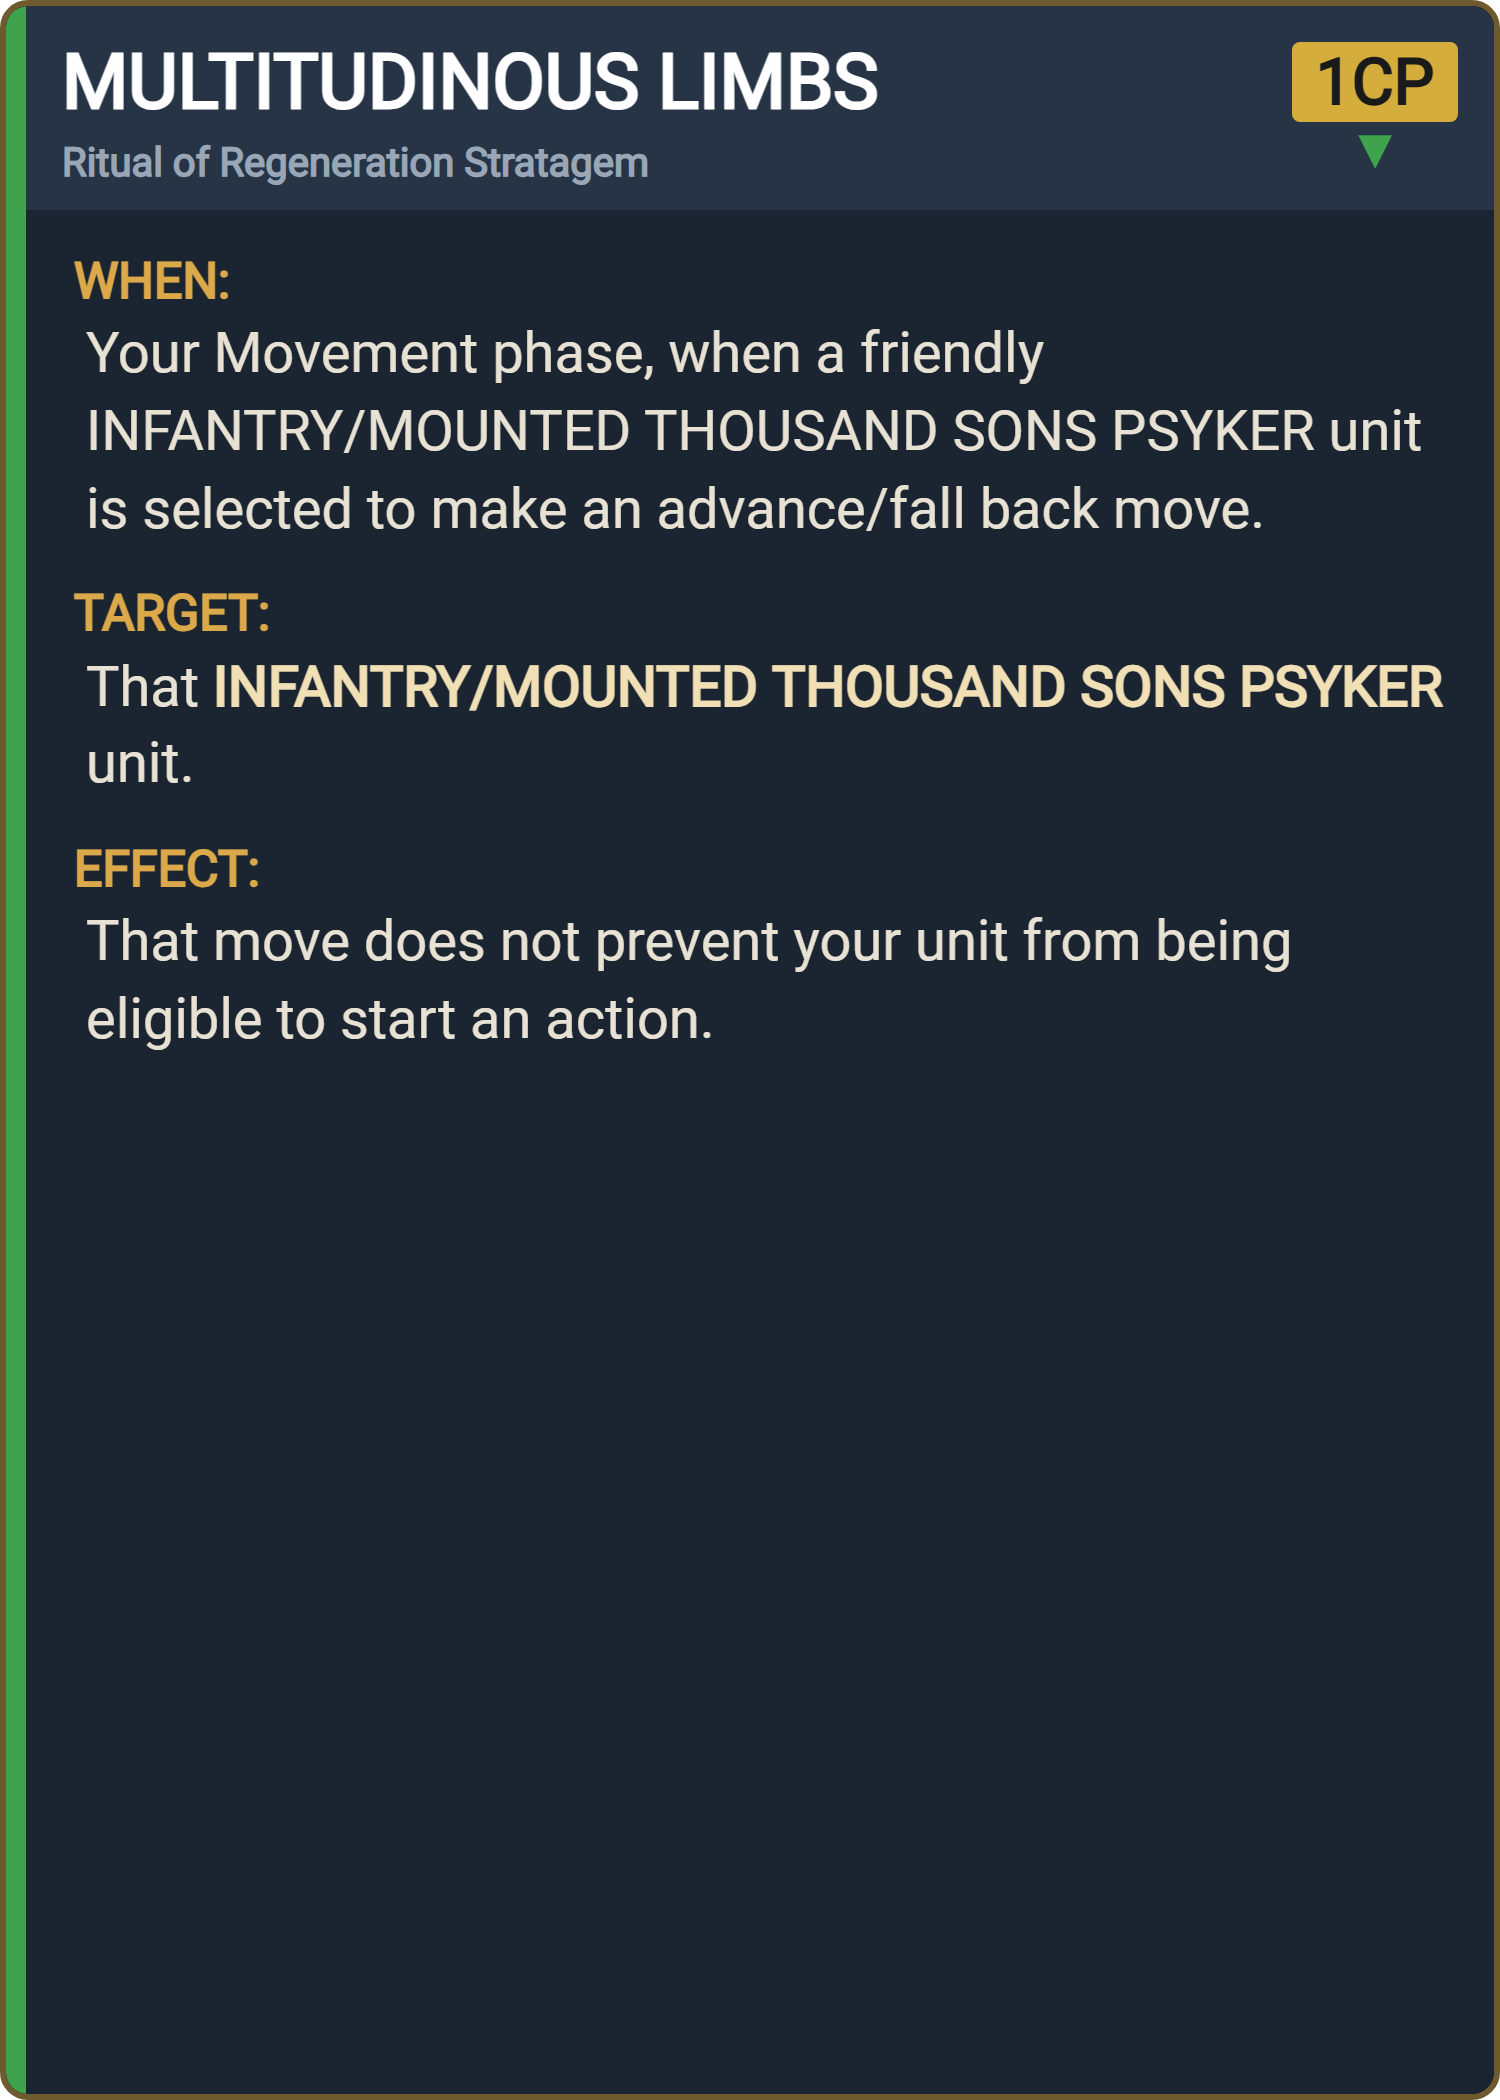 MULTITUDINOUS LIMBS
1CP
Ritual of Regeneration Stratagem
WHEN:
Your Movement phase, when a friendly
INFANTRY/MOUNTED THOUSAND SONS PSYKER unit
is selected to make an advance/fall back move.
TARGET:
That INFANTRY/MOUNTED THOUSAND SONS PSYKER
unit.
EFFECT:
That move does not prevent your unit from being
eligible to start an action.